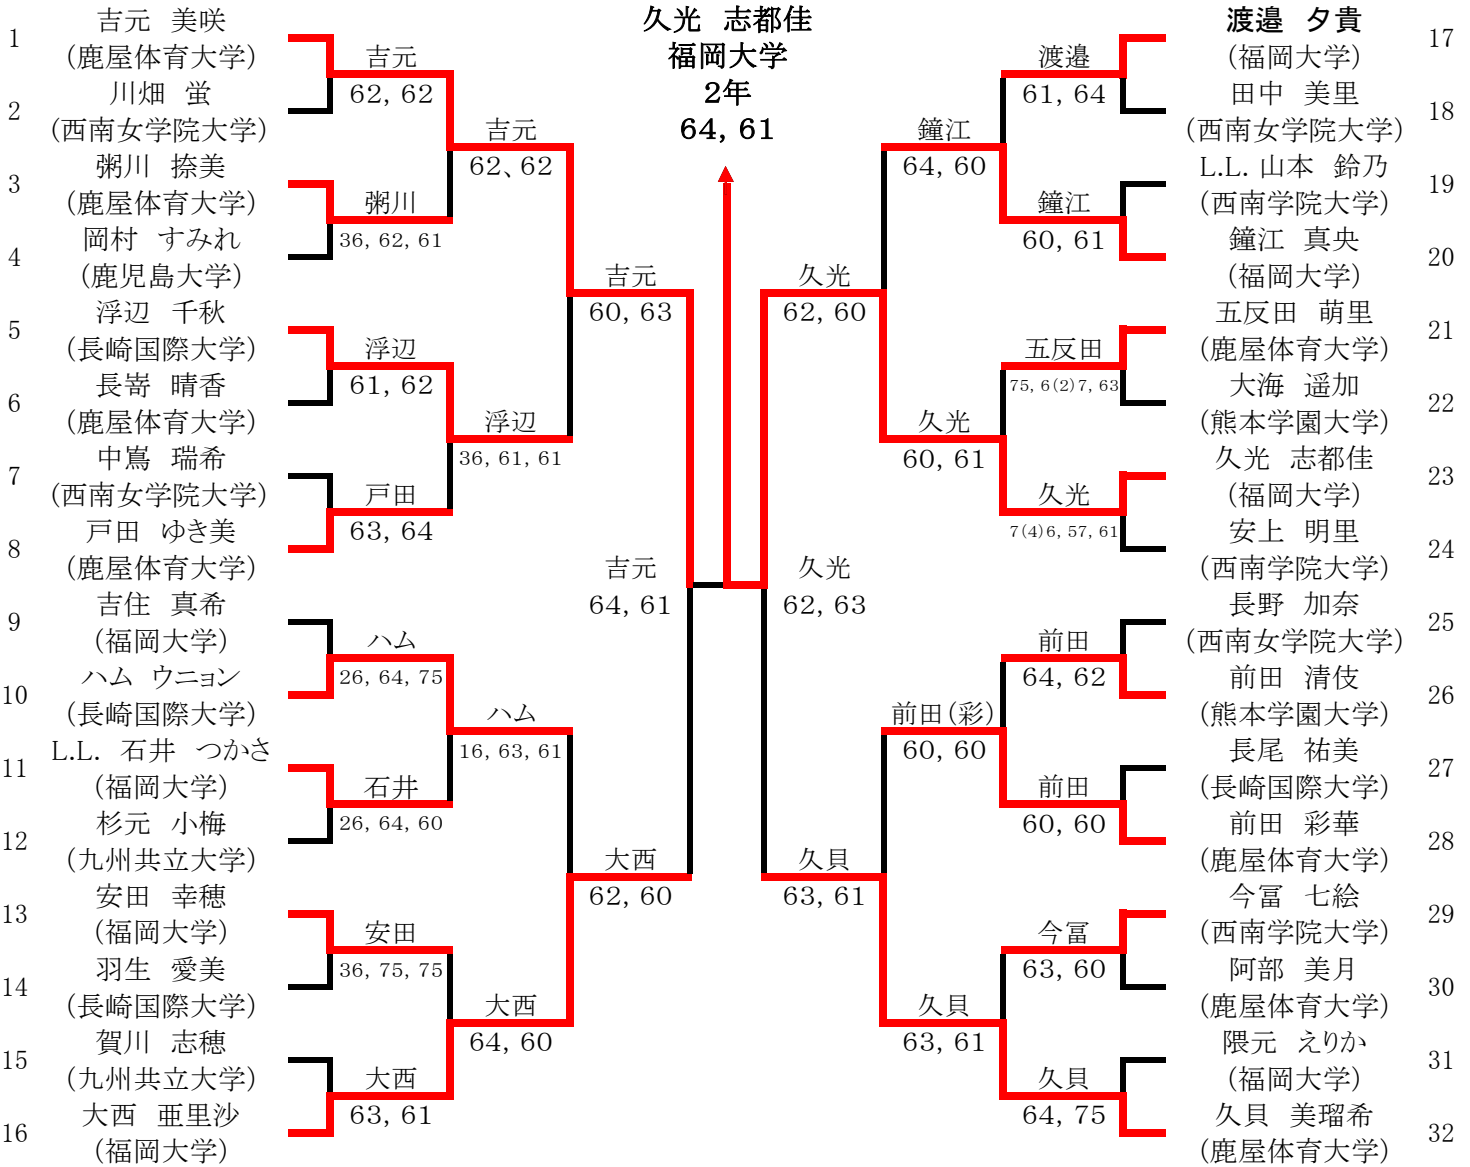 久光　志都佳
福岡大学
2年
64, 61
1
吉元　美咲
(鹿屋体育大学)
2
川畑　蛍
(西南女学院大学)
3
粥川　捺美
(鹿屋体育大学)
4
岡村　すみれ
(鹿児島大学)
5
浮辺　千秋
(長崎国際大学)
6
長嵜　晴香
(鹿屋体育大学)
7
中嶌　瑞希
(西南女学院大学)
8
戸田　ゆき美
(鹿屋体育大学)
9
吉住　真希
(福岡大学)
10
ハム　ウニョン
(長崎国際大学)
11
L.L.　石井　つかさ
(福岡大学)
12
杉元　小梅
(九州共立大学)
13
安田　幸穂
(福岡大学)
14
羽生　愛美
(長崎国際大学)
15
賀川　志穂
(九州共立大学)
16
大西　亜里沙
(福岡大学)
吉元
62, 62
粥川
36, 62, 61
浮辺
61, 62
戸田
63, 64
ハム
26, 64, 75
石井
26, 64, 60
安田
36, 75, 75
大西
63, 61
吉元
62、62
浮辺
36, 61, 61
ハム
16, 63, 61
大西
64, 60
吉元
60, 63
大西
62, 60
吉元
64, 61
久光
62, 63
久光
62, 60
久貝
63, 61
鐘江
64, 60
久光
60, 61
前田(彩)
60, 60
久貝
63, 61
渡邉
61, 64
鐘江
60, 61
五反田
75, 6(2)7, 63
久光
7(4)6, 57, 61
前田
64, 62
前田
60, 60
今冨
63, 60
久貝
64, 75
渡邉　夕貴
(福岡大学)
17
田中　美里
(西南女学院大学)
18
L.L. 山本　鈴乃
(西南学院大学)
19
鐘江　真央
(福岡大学)
20
五反田　萌里
(鹿屋体育大学)
21
大海　遥加
(熊本学園大学)
22
久光　志都佳
(福岡大学)
23
安上　明里
(西南学院大学)
24
長野　加奈
(西南女学院大学)
25
前田　清伎
(熊本学園大学)
26
長尾　祐美
(長崎国際大学)
27
前田　彩華
(鹿屋体育大学)
28
今冨　七絵
(西南学院大学)
29
阿部　美月
(鹿屋体育大学)
30
隈元　えりか
(福岡大学)
31
久貝　美瑠希
(鹿屋体育大学)
32